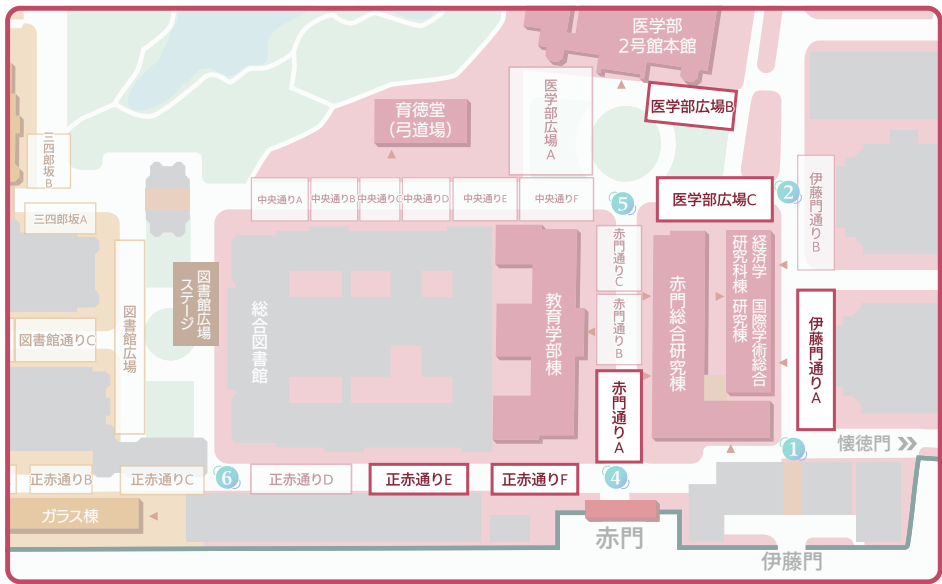 医学部
2号館本館
医学部広場B
医学部広場A
育徳堂
(弓道場)
三四郎坂B
三四郎坂A
中央通りA
中央通りB
中央通りC
中央通りD
中央通りE
中央通りF
5
医学部広場C
2
伊藤門通りB
図書館広場
ステージ
図書館広場
図書館通りC
総合図書館
教育学部棟
赤門通りC
赤門通りB
赤門通りA
赤門総合研究棟
経済学
研究科棟
国際学術総合
研究棟
伊藤門通りA
1
懐徳門
正赤通りB
正赤通りC
6
正赤通りD
正赤通りE
正赤通りF
4
ガラス棟
赤門
伊藤門